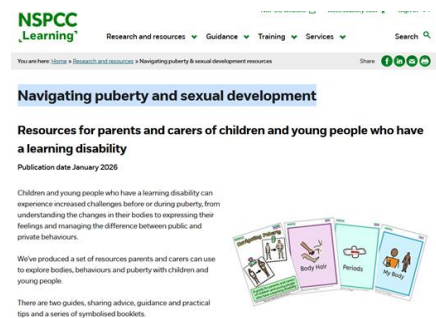 NSPCC
Learning
Research and resources
Guidance
Training
Services
Search
You are here: Home » Research and resources » Navigating puberty & sexual development resources
Share
Navigating puberty and sexual development
Resources for parents and carers of children and young people who have
a learning disability
Publication date January 2026
Children and young people who have a learning disability can
experience increased challenges before or during puberty, from
understanding the changes in their bodies to expressing their
feelings and managing the difference between public and
private behaviours.
We've produced a set of resources parents and carers can use
to explore bodies, behaviours and puberty with children and
young people.
There are two guides, sharing advice, guidance and practical
tips and a series of symbolised booklets.
Navigating Puberty
Body Hair
Periods
My Body